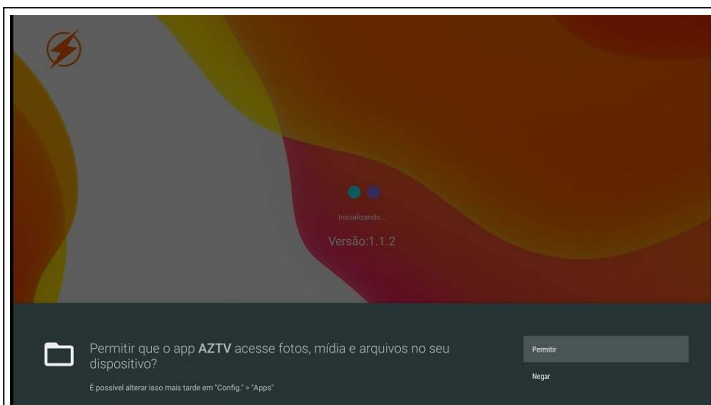 Inicializando...
Versão:1.1.2
Permitir que o app AZTV acesse fotos, mídia e arquivos no seu
dispositivo?
É possível alterar isso mais tarde em "Config." > "Apps"
Permitir
Negar